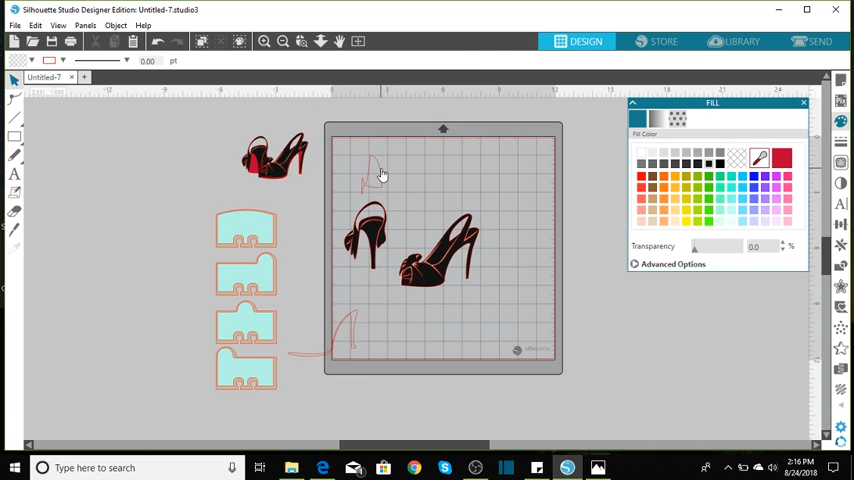 Silhouette Studio Designer Edition: Untitled-7.studio3
File Edit View Panels Object Help
DESIGN STORE LIBRARY SEND
0.00 pt
Untitled-7
FILL
Fill Color
Transparency 0.0 %
Advanced Options
silhouette
Type here to search
2:16 PM
8/24/2018